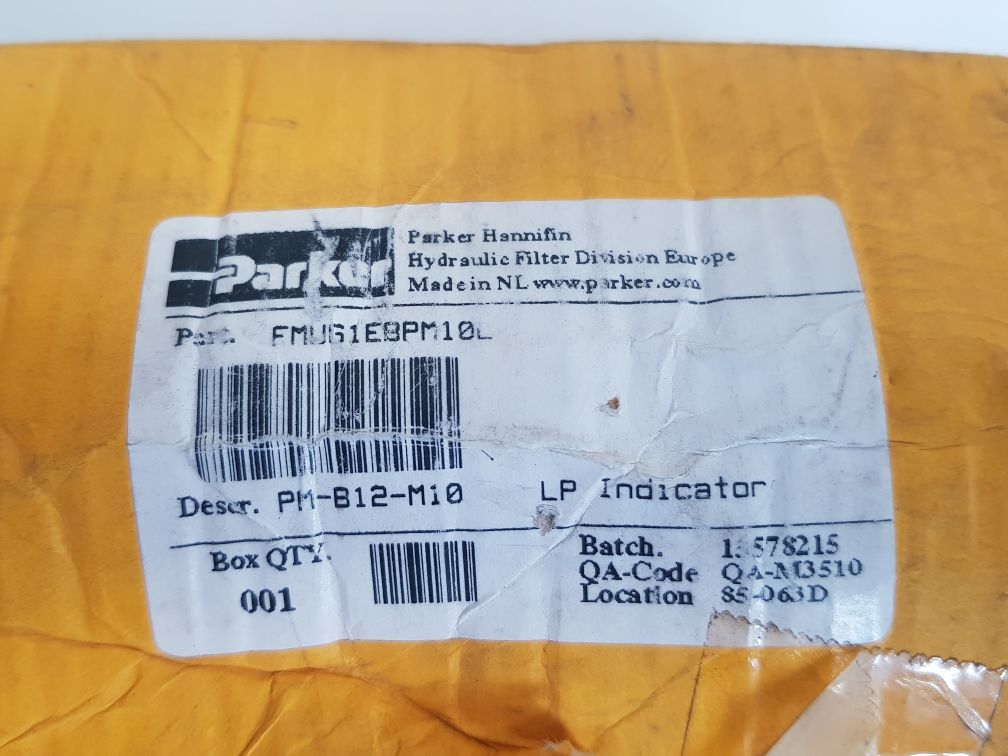 Parker
Parker Hannifin
Hydraulic Filter Division Europe
Made in NL www.parker.com
Part.
Descr. PM-B12-M10 LP Indicator
Box QTY.
001
Batch.
QA-Code QA-M3510
Location 85-063D